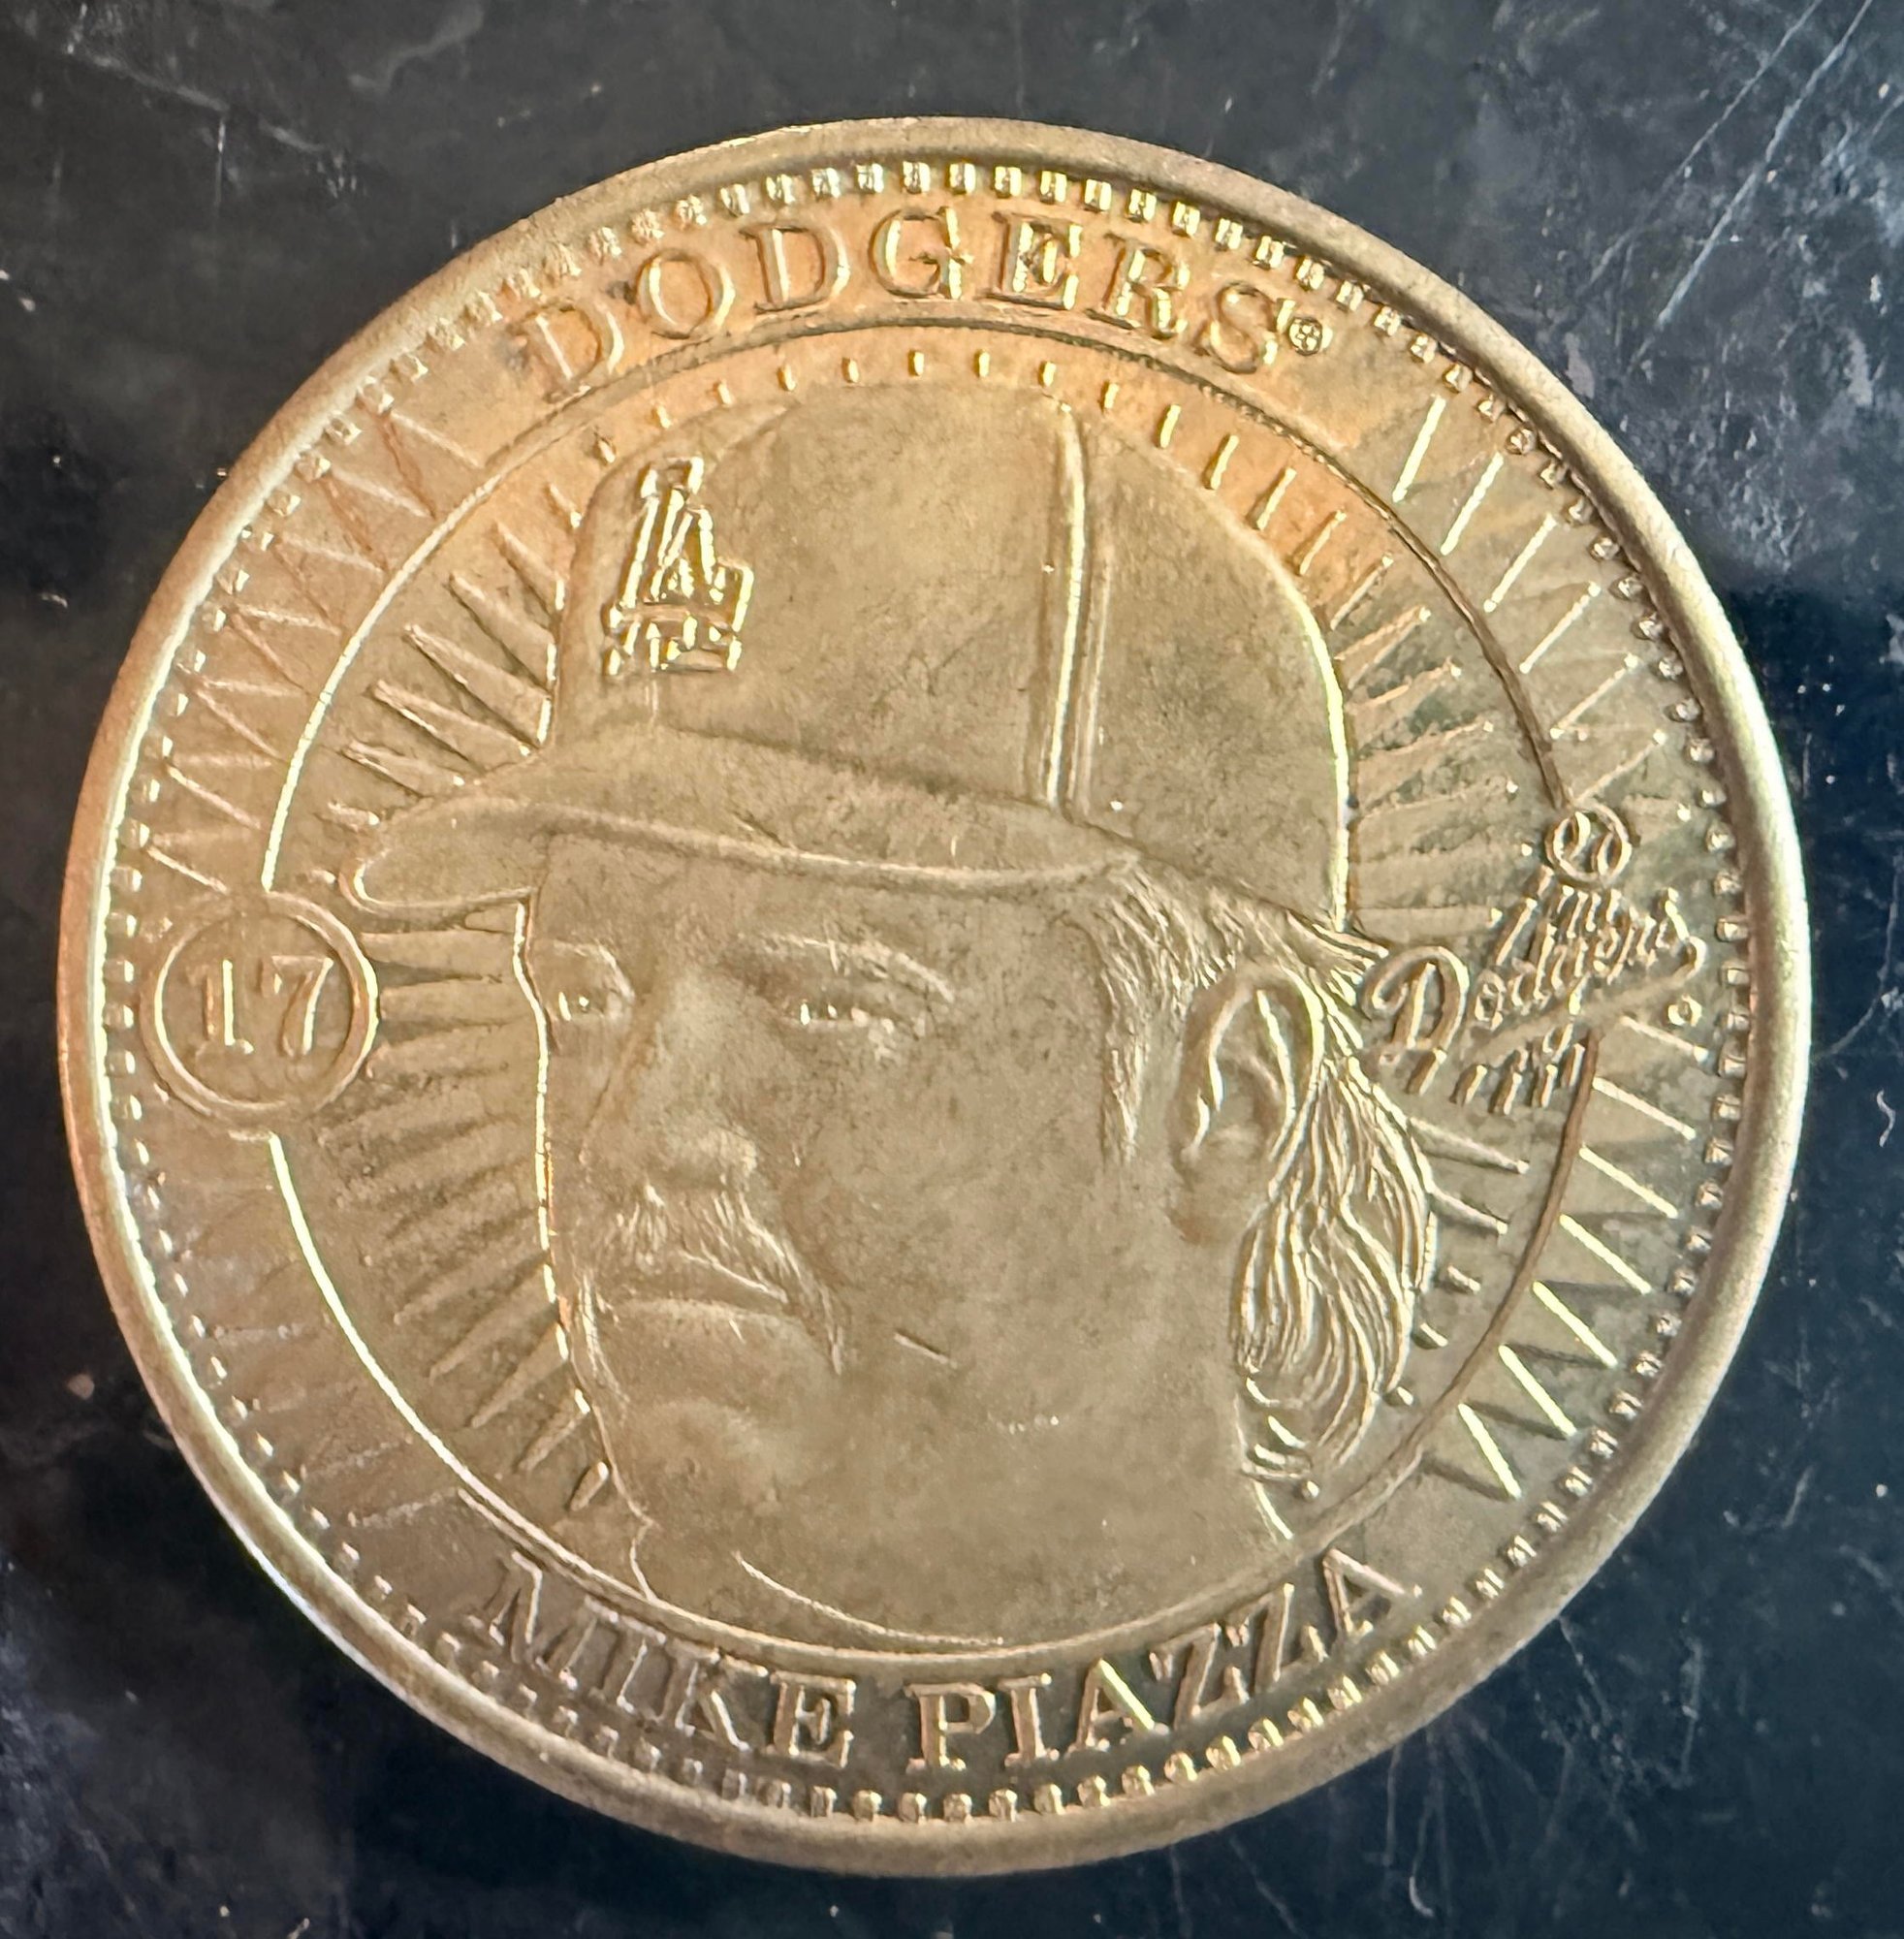 DODGERS®
LA
17
Dodgers
MIKE PIAZZA